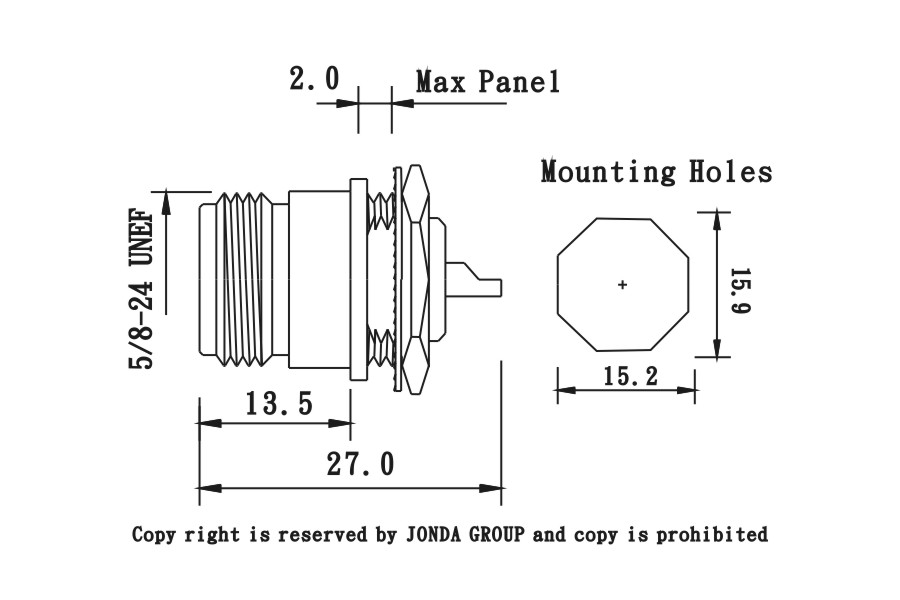 2.0 Max Panel
Mounting Holes
5/8-24 UNEF
15.9
15.2
13.5
27.0
Copy right is reserved by JONDA GROUP and copy is prohibited